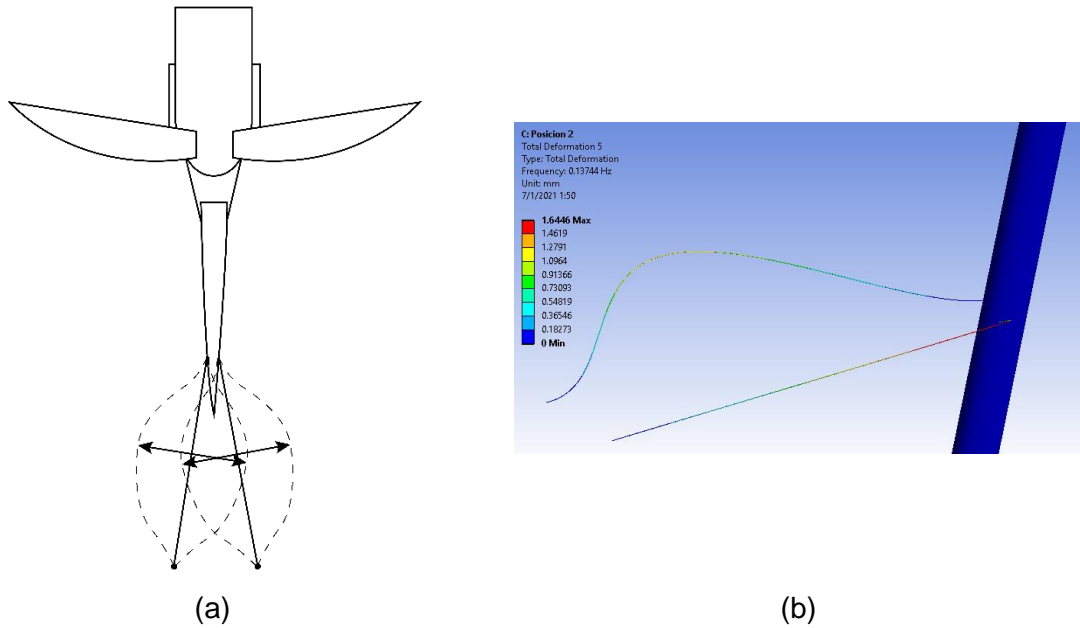 C: Posicion 2
Total Deformation 5
Type: Total Deformation
Frequency: 0.13744 Hz
Unit: mm
7/1/2021 1:50
1.6446 Max
1.4619
1.2791
1.0964
0.91366
0.73093
0.54819
0.36546
0.18273
0 Min
(a)
(b)